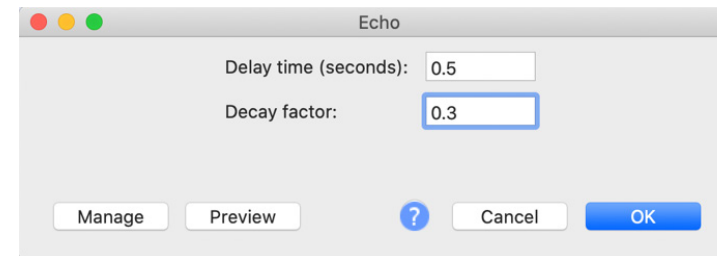 Echo
Delay time (seconds): 0.5
Decay factor: 0.3
Manage Preview ? Cancel OK